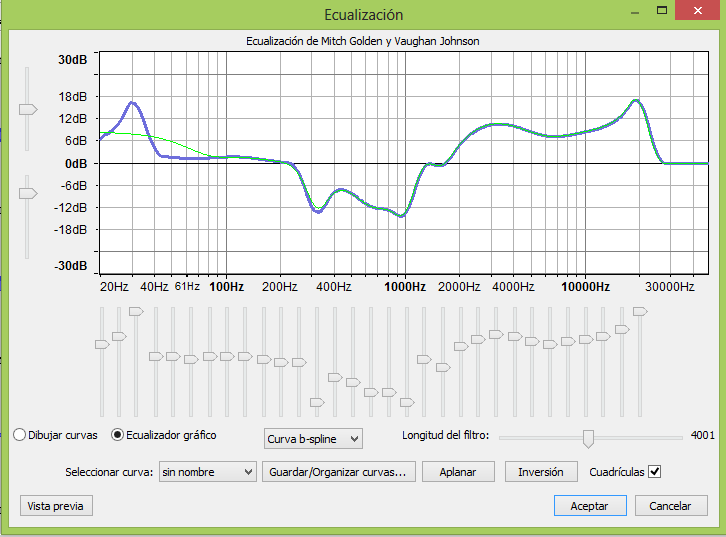 Ecualización
Ecualización de Mitch Golden y Vaughan Johnson
30dB
18dB
12dB
6dB
0dB
-6dB
-12dB
-18dB
-30dB
20Hz 40Hz 61Hz 100Hz 200Hz 400Hz 1000Hz 2000Hz 4000Hz 10000Hz 30000Hz
Dibujar curvas Ecualizador gráfico Curva b-spline Longitud del filtro: 4001
Seleccionar curva: sin nombre Guardar/Organizar curvas... Aplanar Inversión Cuadrículas
Vista previa Aceptar Cancelar